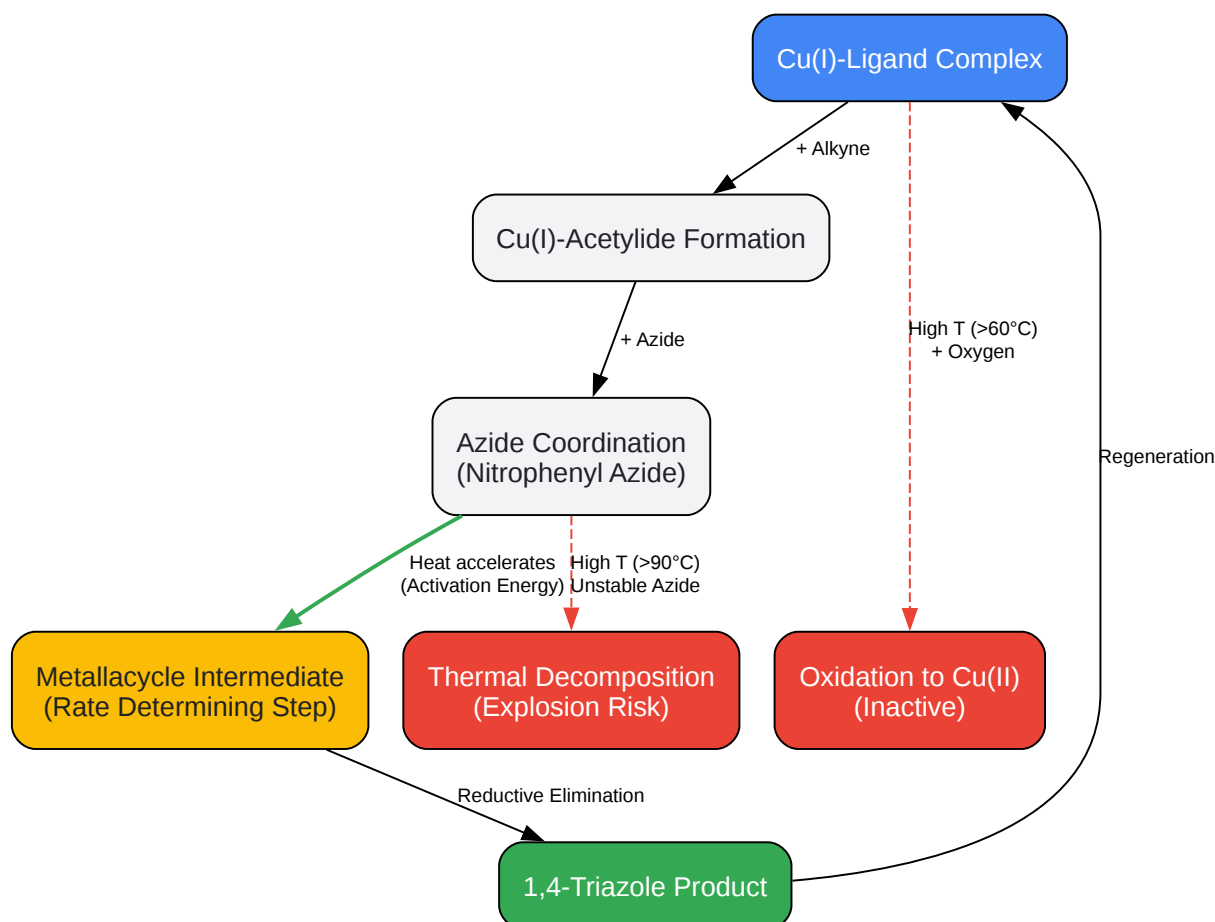 Cu(I)-Ligand Complex
+ Alkyne
Cu(I)-Acetylide Formation
High T (>60°C)
+ Oxygen
+ Azide
Azide Coordination
(Nitrophenyl Azide)
Regeneration
Heat accelerates
(Activation Energy)
High T (>90°C)
Unstable Azide
Metallacycle Intermediate
(Rate Determining Step)
Thermal Decomposition
(Explosion Risk)
Oxidation to Cu(II)
(Inactive)
Reductive Elimination
1,4-Triazole Product